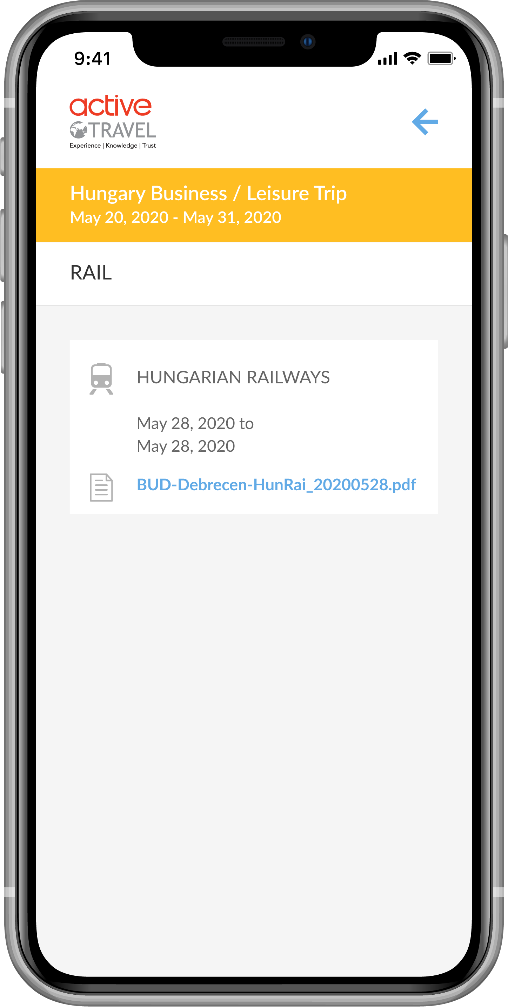 9:41
active
TRAVEL
Experience | Knowledge | Trust
Hungary Business / Leisure Trip
May 20, 2020 - May 31, 2020
RAIL
HUNGARIAN RAILWAYS
May 28, 2020 to
May 28, 2020
BUD-Debrecen-HunRai_20200528.pdf